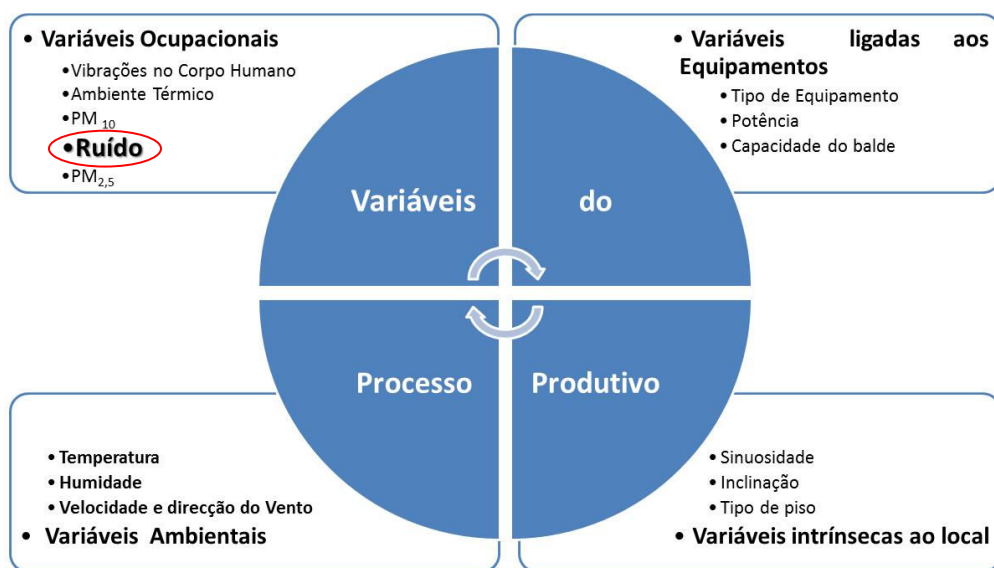 • Variáveis Ocupacionais
•Vibrações no Corpo Humano
•Ambiente Térmico
•PM 10
•Ruído
•PM2,5
• Variáveis ligadas aos
Equipamentos
• Tipo de Equipamento
• Potência
• Capacidade do balde
Variáveis do
Processo Produtivo
• Temperatura
• Humidade
• Velocidade e direcção do Vento
• Variáveis Ambientais
• Sinuosidade
• Inclinação
• Tipo de piso
• Variáveis intrínsecas ao local